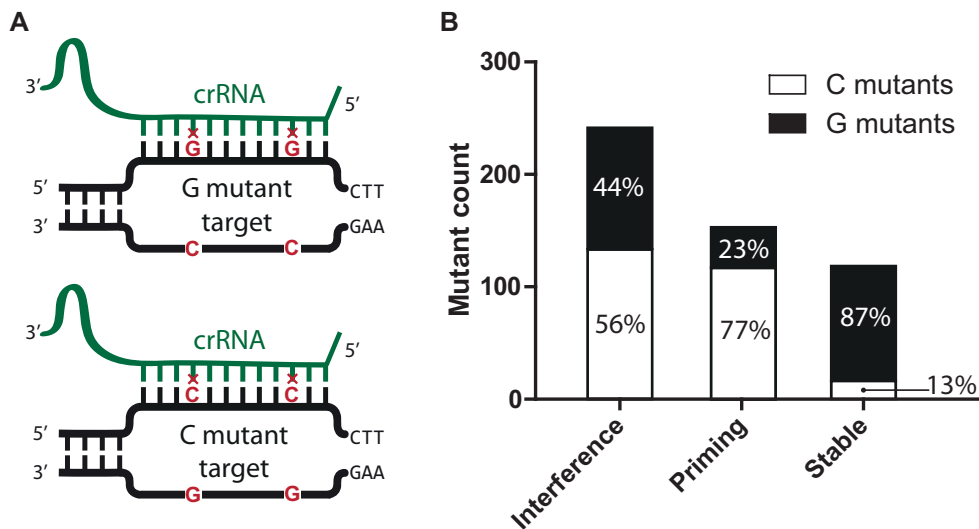 A
3′
crRNA
5′
×
×
G
G
5′
G mutant
CTT
3′
target
GAA
C
C
3′
crRNA
5′
×
×
C
C
5′
C mutant
CTT
3′
target
GAA
G
G
B
Mutant count
300
200
100
0
C mutants
G mutants
44%
56%
23%
77%
87%
13%
Interference
Priming
Stable